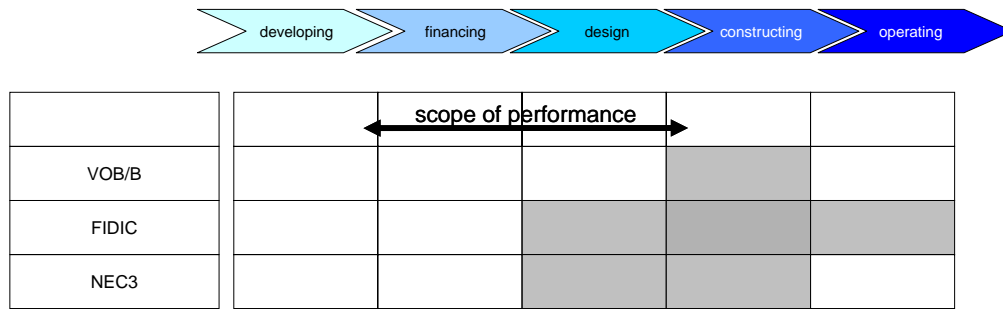 developing financing design constructing operating
scope of performance
VOB/B
FIDIC
NEC3